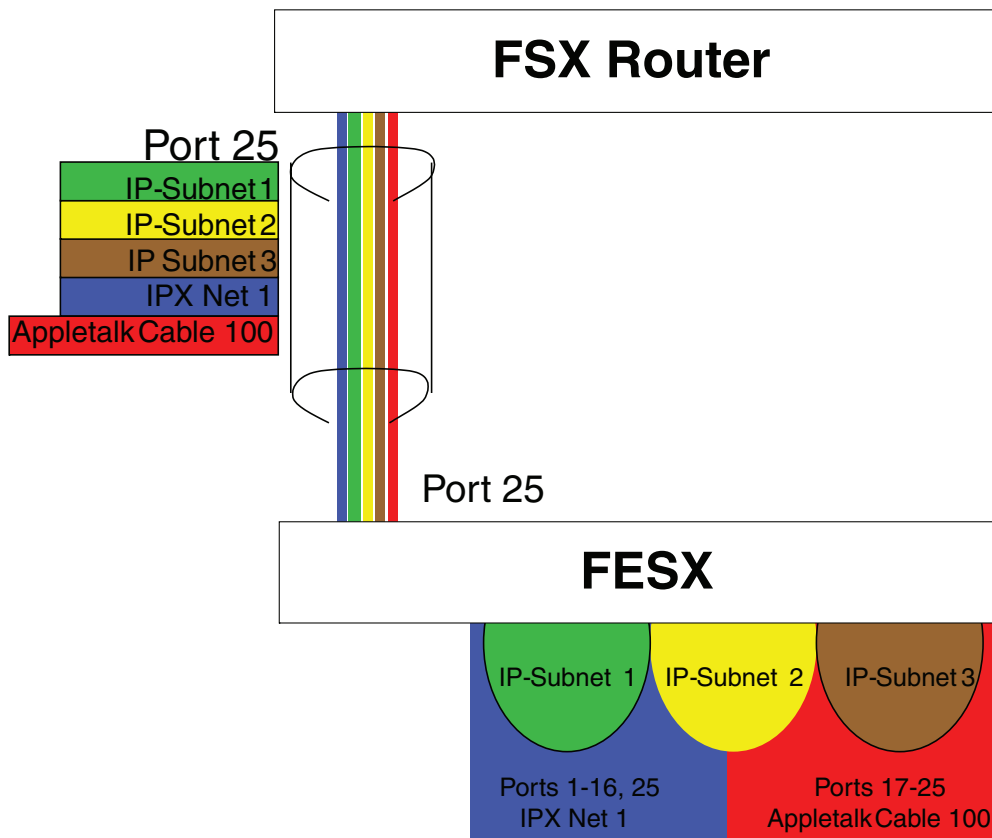 FSX Router
Port 25
IP-Subnet 1
IP-Subnet 2
IP Subnet 3
IPX Net 1
Appletalk Cable 100
Port 25
FESX
IP-Subnet 1
IP-Subnet 2
IP-Subnet 3
Ports 1-16, 25
IPX Net 1
Ports 17-25
Appletalk Cable 100